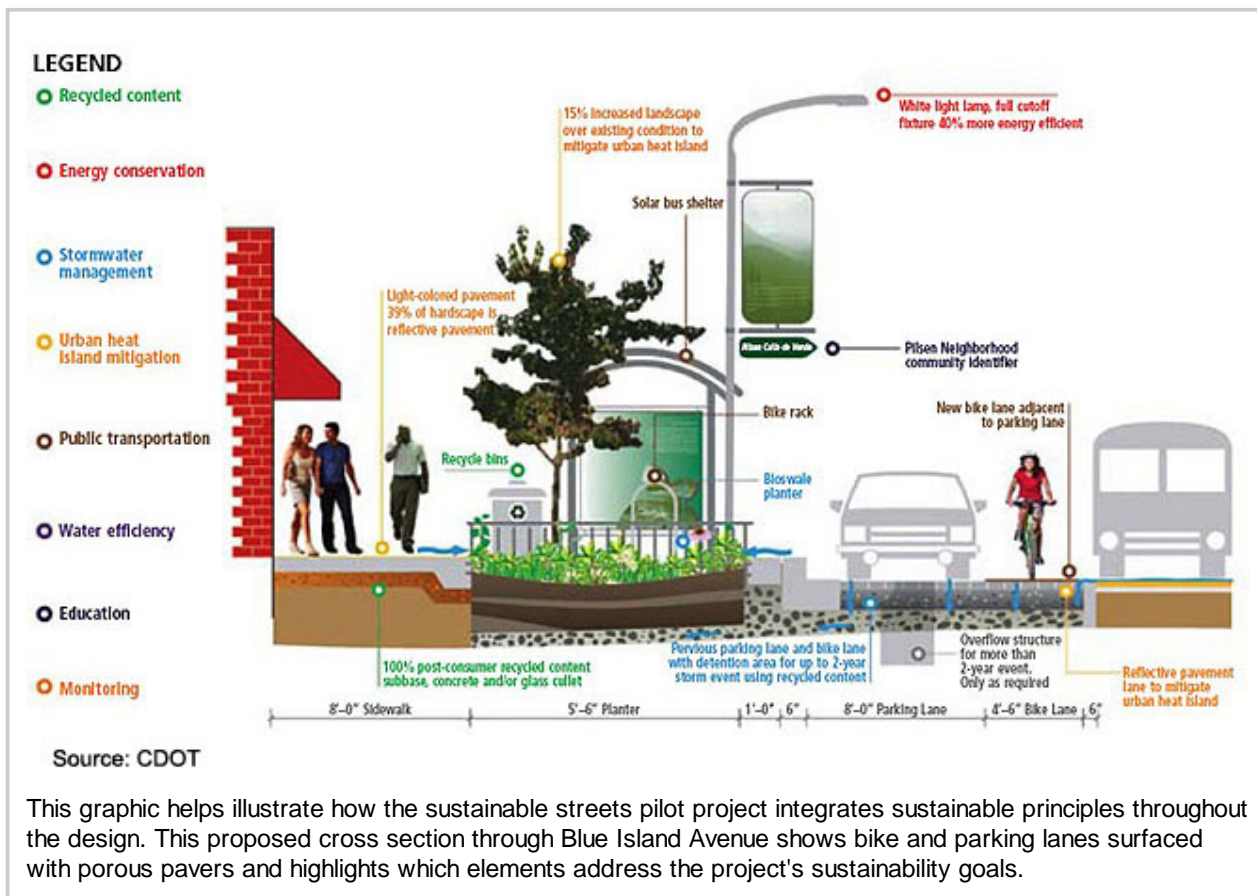 LEGEND
Recycled content
Energy conservation
Stormwater
management
Urban heat
island mitigation
Public transportation
Water efficiency
Education
Monitoring
15% increased landscape
over existing condition to
mitigate urban heat island
White light lamp, full cutoff
fixture 40% more energy efficient
Solar bus shelter
Light-colored pavement
39% of hardscape is
reflective pavement
Pilsen Neighborhood
community identifier
Bike rack
New bike lane adjacent
to parking lane
Recycle bins
Bioswale
planter
100% post-consumer recycled content
subbase, concrete and/or glass cullet
Pervious parking lane and bike lane
with detention area for up to 2-year
storm event using recycled content
Overflow structure
for more than
2-year event.
Only as required
Reflective pavement
lane to mitigate
urban heat island
8'-0" Sidewalk
5'-6" Planter
1'-0"
6"
8'-0" Parking Lane
4'-6" Bike Lane
6"
Source: CDOT
This graphic helps illustrate how the sustainable streets pilot project integrates sustainable principles throughout
the design. This proposed cross section through Blue Island Avenue shows bike and parking lanes surfaced
with porous pavers and highlights which elements address the project's sustainability goals.